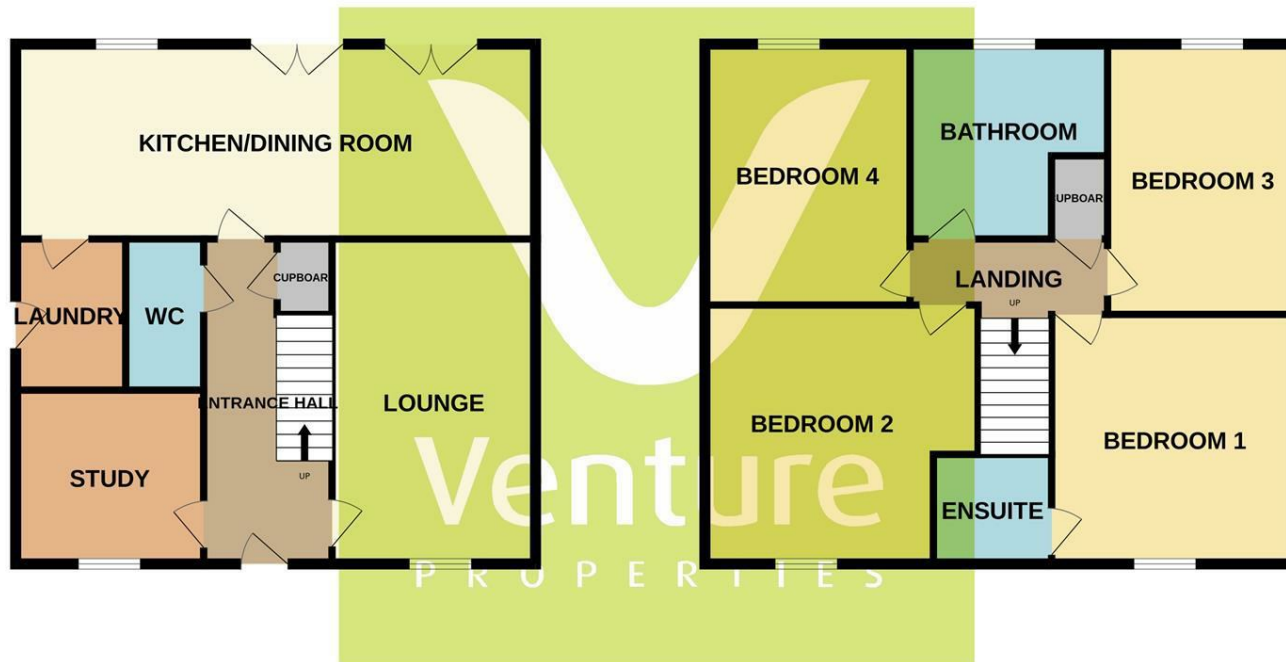 KITCHEN/DINING ROOM
LAUNDRY
WC
CUPBOAR
ENTRANCE HALL
LOUNGE
STUDY
UP
BEDROOM 4
BATHROOM
UPBOAR
BEDROOM 3
LANDING
UP
BEDROOM 2
BEDROOM 1
ENSUITE
Venture
PROPERTIES